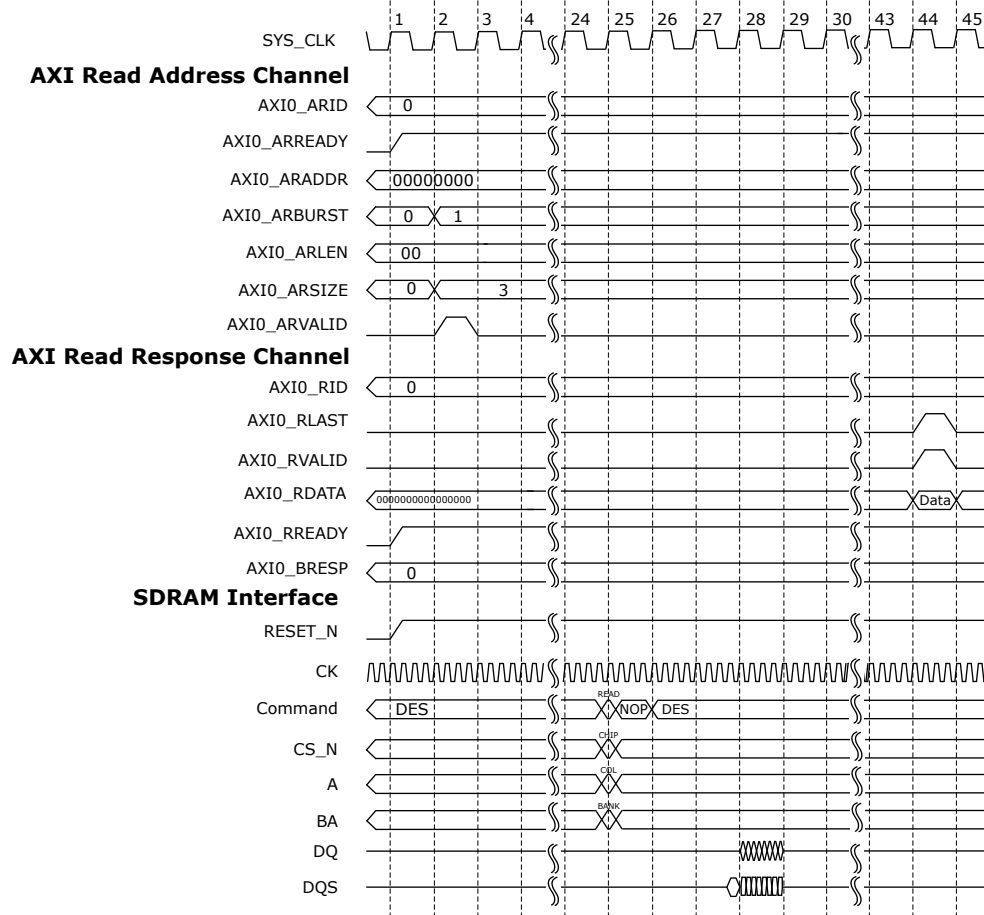 1 2 3 4 24 25 26 27 28 29 30 43 44 45
SYS_CLK
AXI Read Address Channel
AXI0_ARID 0
AXI0_ARREADY
AXI0_ARADDR 00000000
AXI0_ARBURST 0 1
AXI0_ARLEN 00
AXI0_ARSIZE 0 3
AXI0_ARVALID
AXI Read Response Channel
AXI0_RID 0
AXI0_RLAST
AXI0_RVALID
AXI0_RDATA 0000000000000000 Data
AXI0_RREADY
AXI0_BRESP 0
SDRAM Interface
RESET_N
CK
READ
Command DES NOP DES
CHIP
CS_N
COL
A
BANK
BA
DQ
DQS